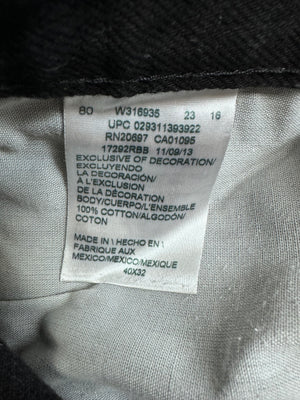 80 W316935 23 16
UPC 029311393922
RN20697 CA01095
17292RBB 11/09/13
EXCLUSIVE OF DECORATION/
EXCLUYENDO
LA DECORACIÓN/
À L'EXCLUSION
DE LA DÉCORATION
BODY/CUERPO/L'ENSEMBLE
100% COTTON/ALGODÓN/
COTON
MADE IN \ HECHO EN \
FABRIQUE AUX
MEXICO/MÉXICO/MEXIQUE
40X32